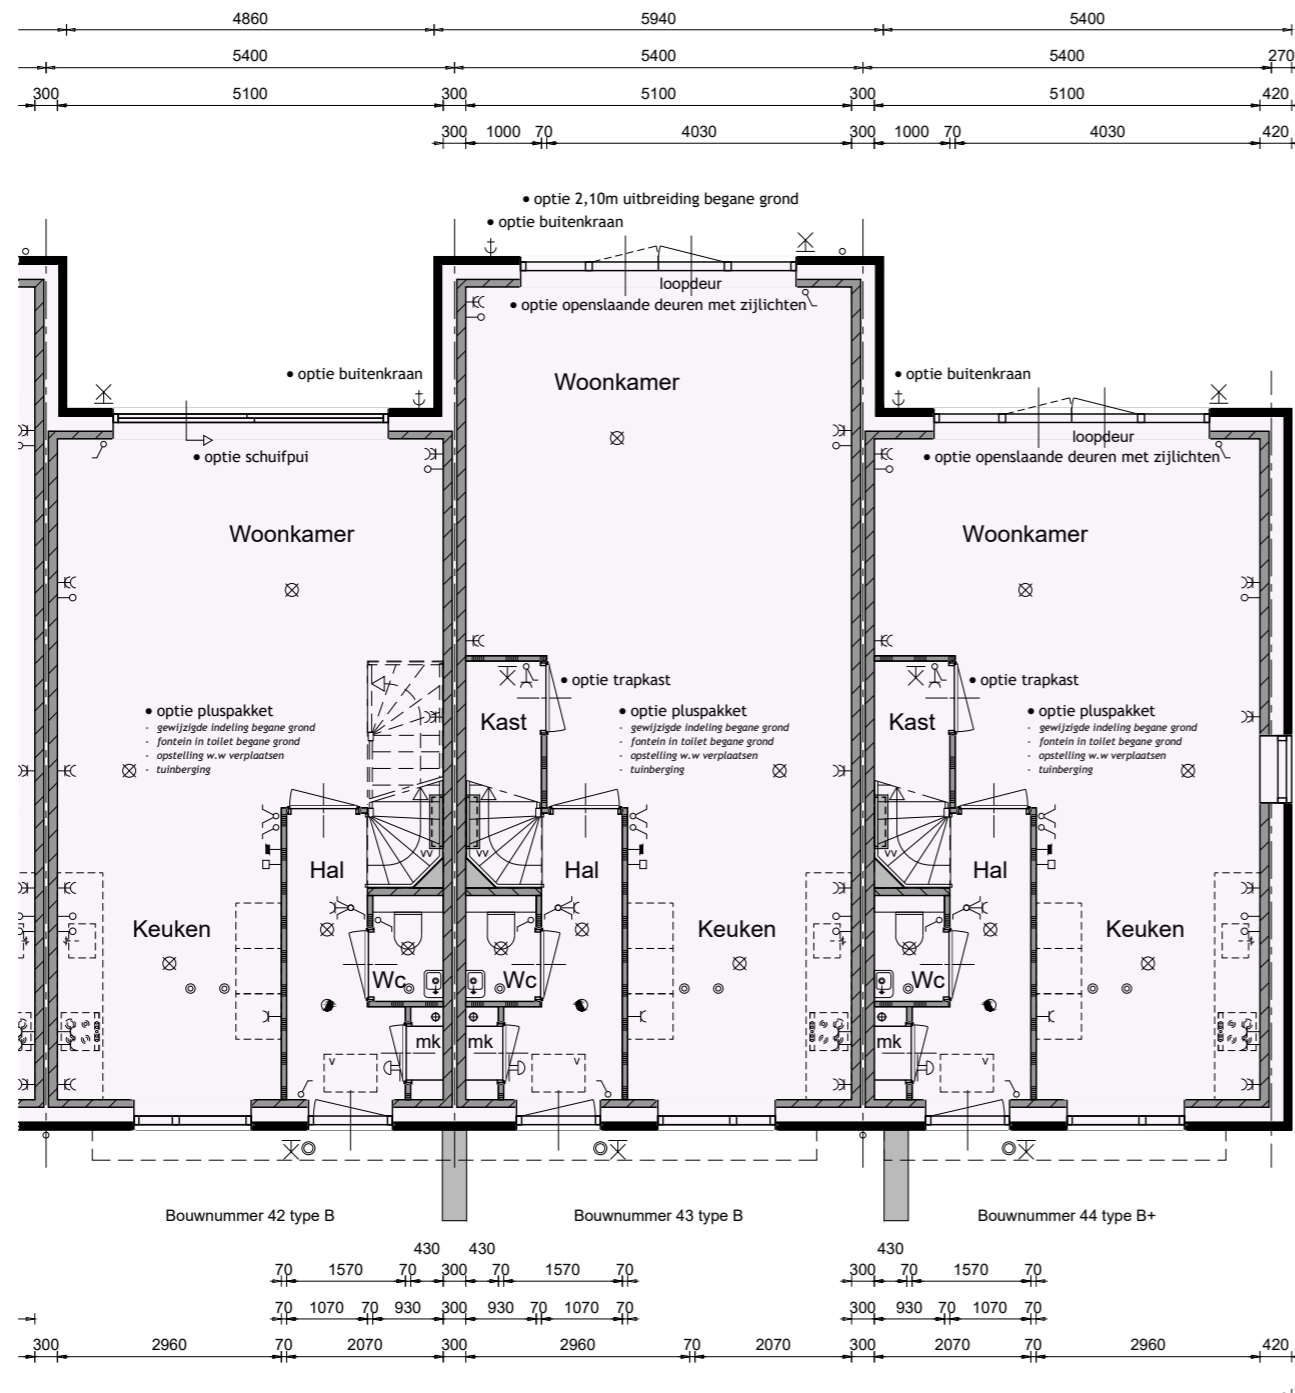 4860 5940 5400
5400 5400 5400 270
300 5100 300 5100 300 5100 420
300 1000 70 4030 300 1000 70 4030 420
• optie 2,10m uitbreiding begane grond
• optie buitenkraan
loopdeur
• optie openslaande deuren met zijlichten
• optie buitenkraan
Woonkamer
• optie buitenkraan
loopdeur
• optie schuifpui
• optie openslaande deuren met zijlichten
Woonkamer
Woonkamer
• optie trapkast
• optie trapkast
• optie pluspakket
- gewijzigde indeling begane grond
- fontein in toilet begane grond
- opstelling w.w verplaatsen
- tuinberging
Kast
• optie pluspakket
- gewijzigde indeling begane grond
- fontein in toilet begane grond
- opstelling w.w verplaatsen
- tuinberging
Kast
• optie pluspakket
- gewijzigde indeling begane grond
- fontein in toilet begane grond
- opstelling w.w verplaatsen
- tuinberging
vv vv vv
Hal Hal Hal
Keuken Keuken Keuken
Wc Wc Wc
mk mk mk
v v v
Bouwnummer 42 type B Bouwnummer 43 type B Bouwnummer 44 type B+
430 430 430
70 1570 70 300 70 1570 70 300 70 1570 70
70 1070 70 930 300 930 70 1070 70 300 930 70 1070 70
300 2960 70 2070 300 2960 70 2070 300 2070 70 2960 420